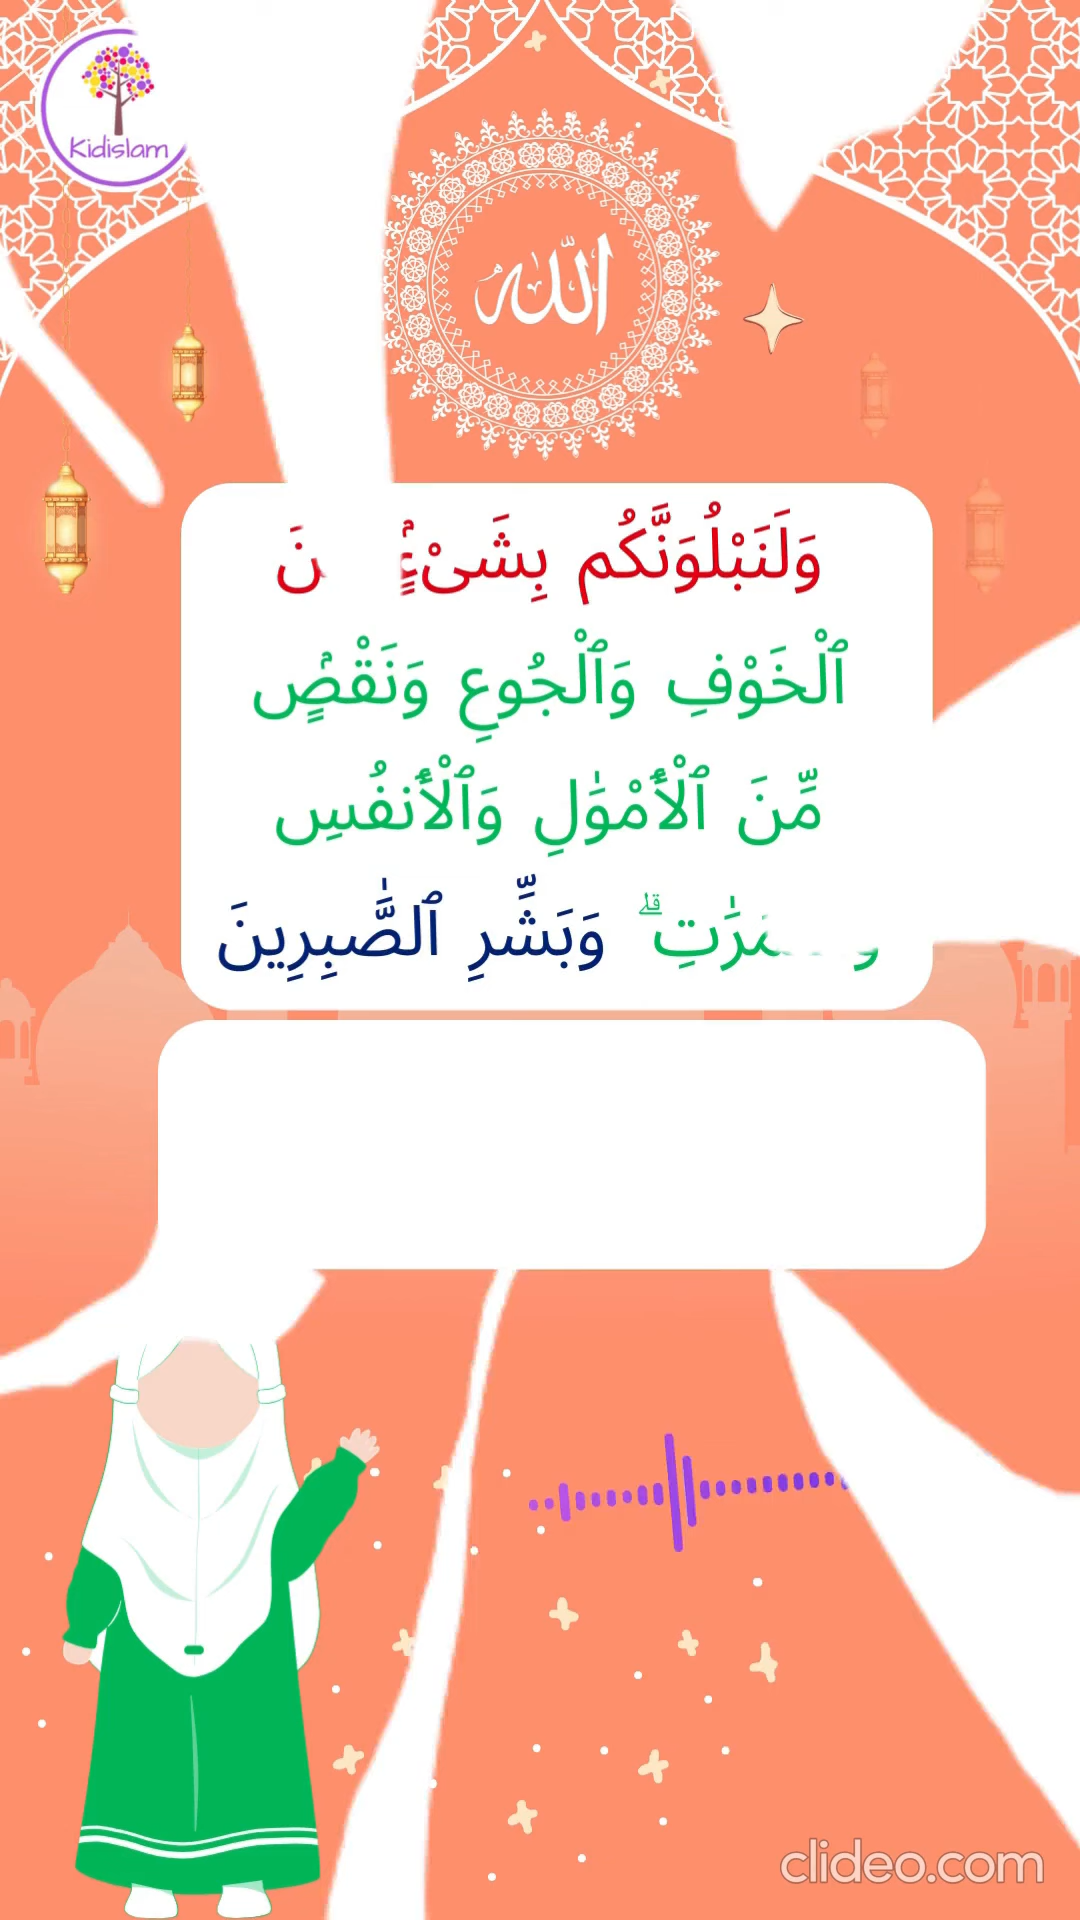 Kidislam
الله
وَلَنَبْلُوَنَّكُم بِشَىْءٍۢ
ٱلْخَوْفِ وَٱلْجُوعِ وَنَقْصٍۢ
مِّنَ ٱلْأَمْوَٰلِ وَٱلْأَنفُسِ
وَبَشِّرِ ٱلصَّٰبِرِينَ
clideo.com